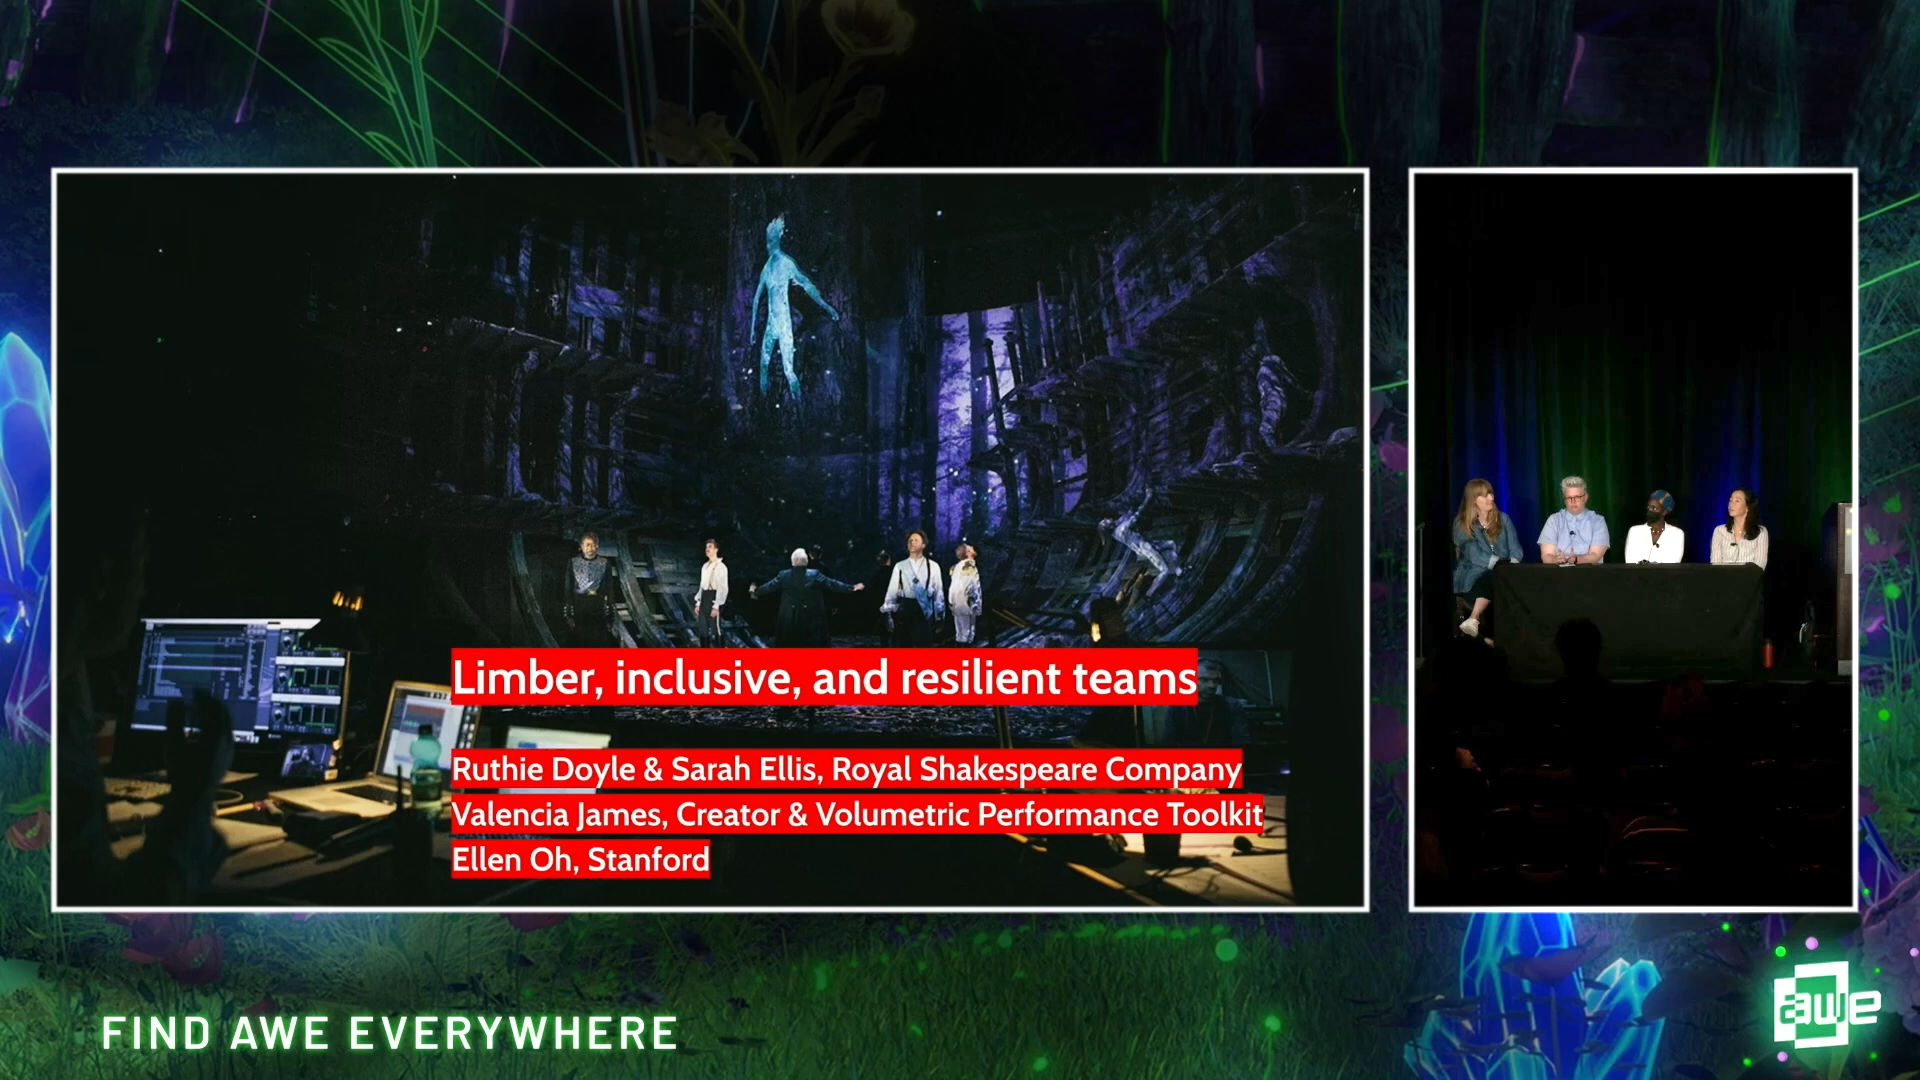 Limber, inclusive, and resilient teams
Ruthie Doyle & Sarah Ellis, Royal Shakespeare Company
Valencia James, Creator & Volumetric Performance Toolkit
Ellen Oh, Stanford
FIND AWE EVERYWHERE
awe